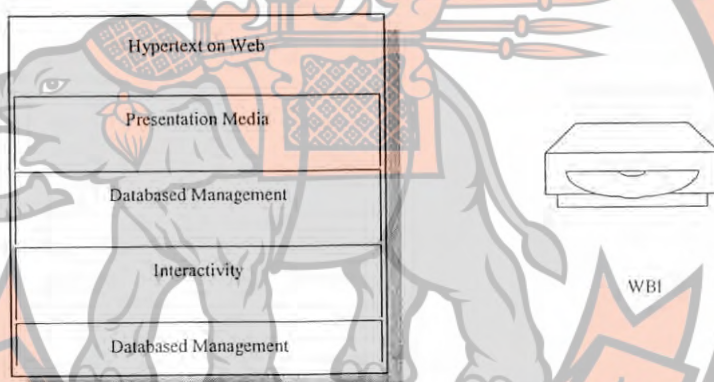 Hypertext on Web
Presentation Media
Databased Management
Interactivity
WBI
Databased Management